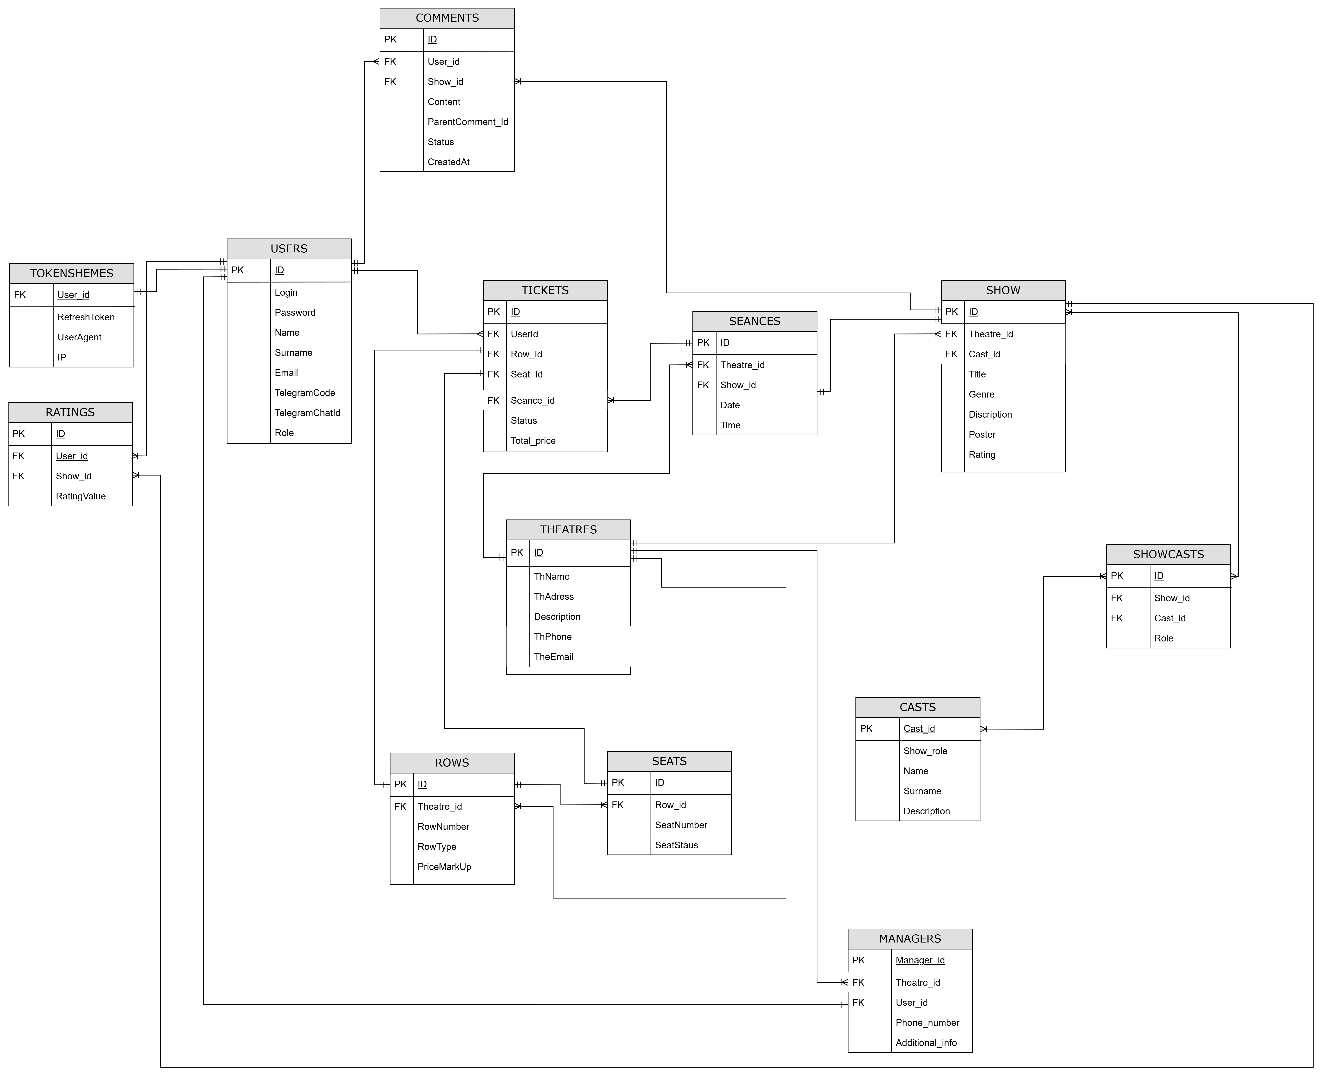 COMMENTS
PK ID
FK User_id
FK Show_id
Content
ParentComment_Id
Status
CreatedAt
USERS
PK ID
Login
Password
Name
Surname
Email
TelegramCode
TelegramChatId
Role
TOKENSHEMES
FK User_id
RefreshToken
UserAgent
IP
RATINGS
PK ID
FK User_id
FK Show_Id
RatingValue
TICKETS
PK ID
FK UserId
FK Row_Id
FK Seat_Id
FK Seance_id
Status
Total_price
SEANCES
PK ID
FK Theatre_id
FK Show_id
Date
Time
SHOW
PK ID
FK Theatre_id
FK Cast_Id
Title
Genre
Discription
Poster
Rating
THEATRES
PK ID
ThName
ThAdress
Description
ThPhone
TheEmail
SHOWCASTS
PK ID
FK Show_Id
FK Cast_Id
Role
CASTS
PK Cast_id
Show_role
Name
Surname
Description
ROWS
PK ID
FK Theatre_id
RowNumber
RowType
PriceMarkUp
SEATS
PK ID
FK Row_id
SeatNumber
SeatStaus
MANAGERS
PK Manager_Id
FK Theatre_id
FK User_id
Phone_number
Additional_info